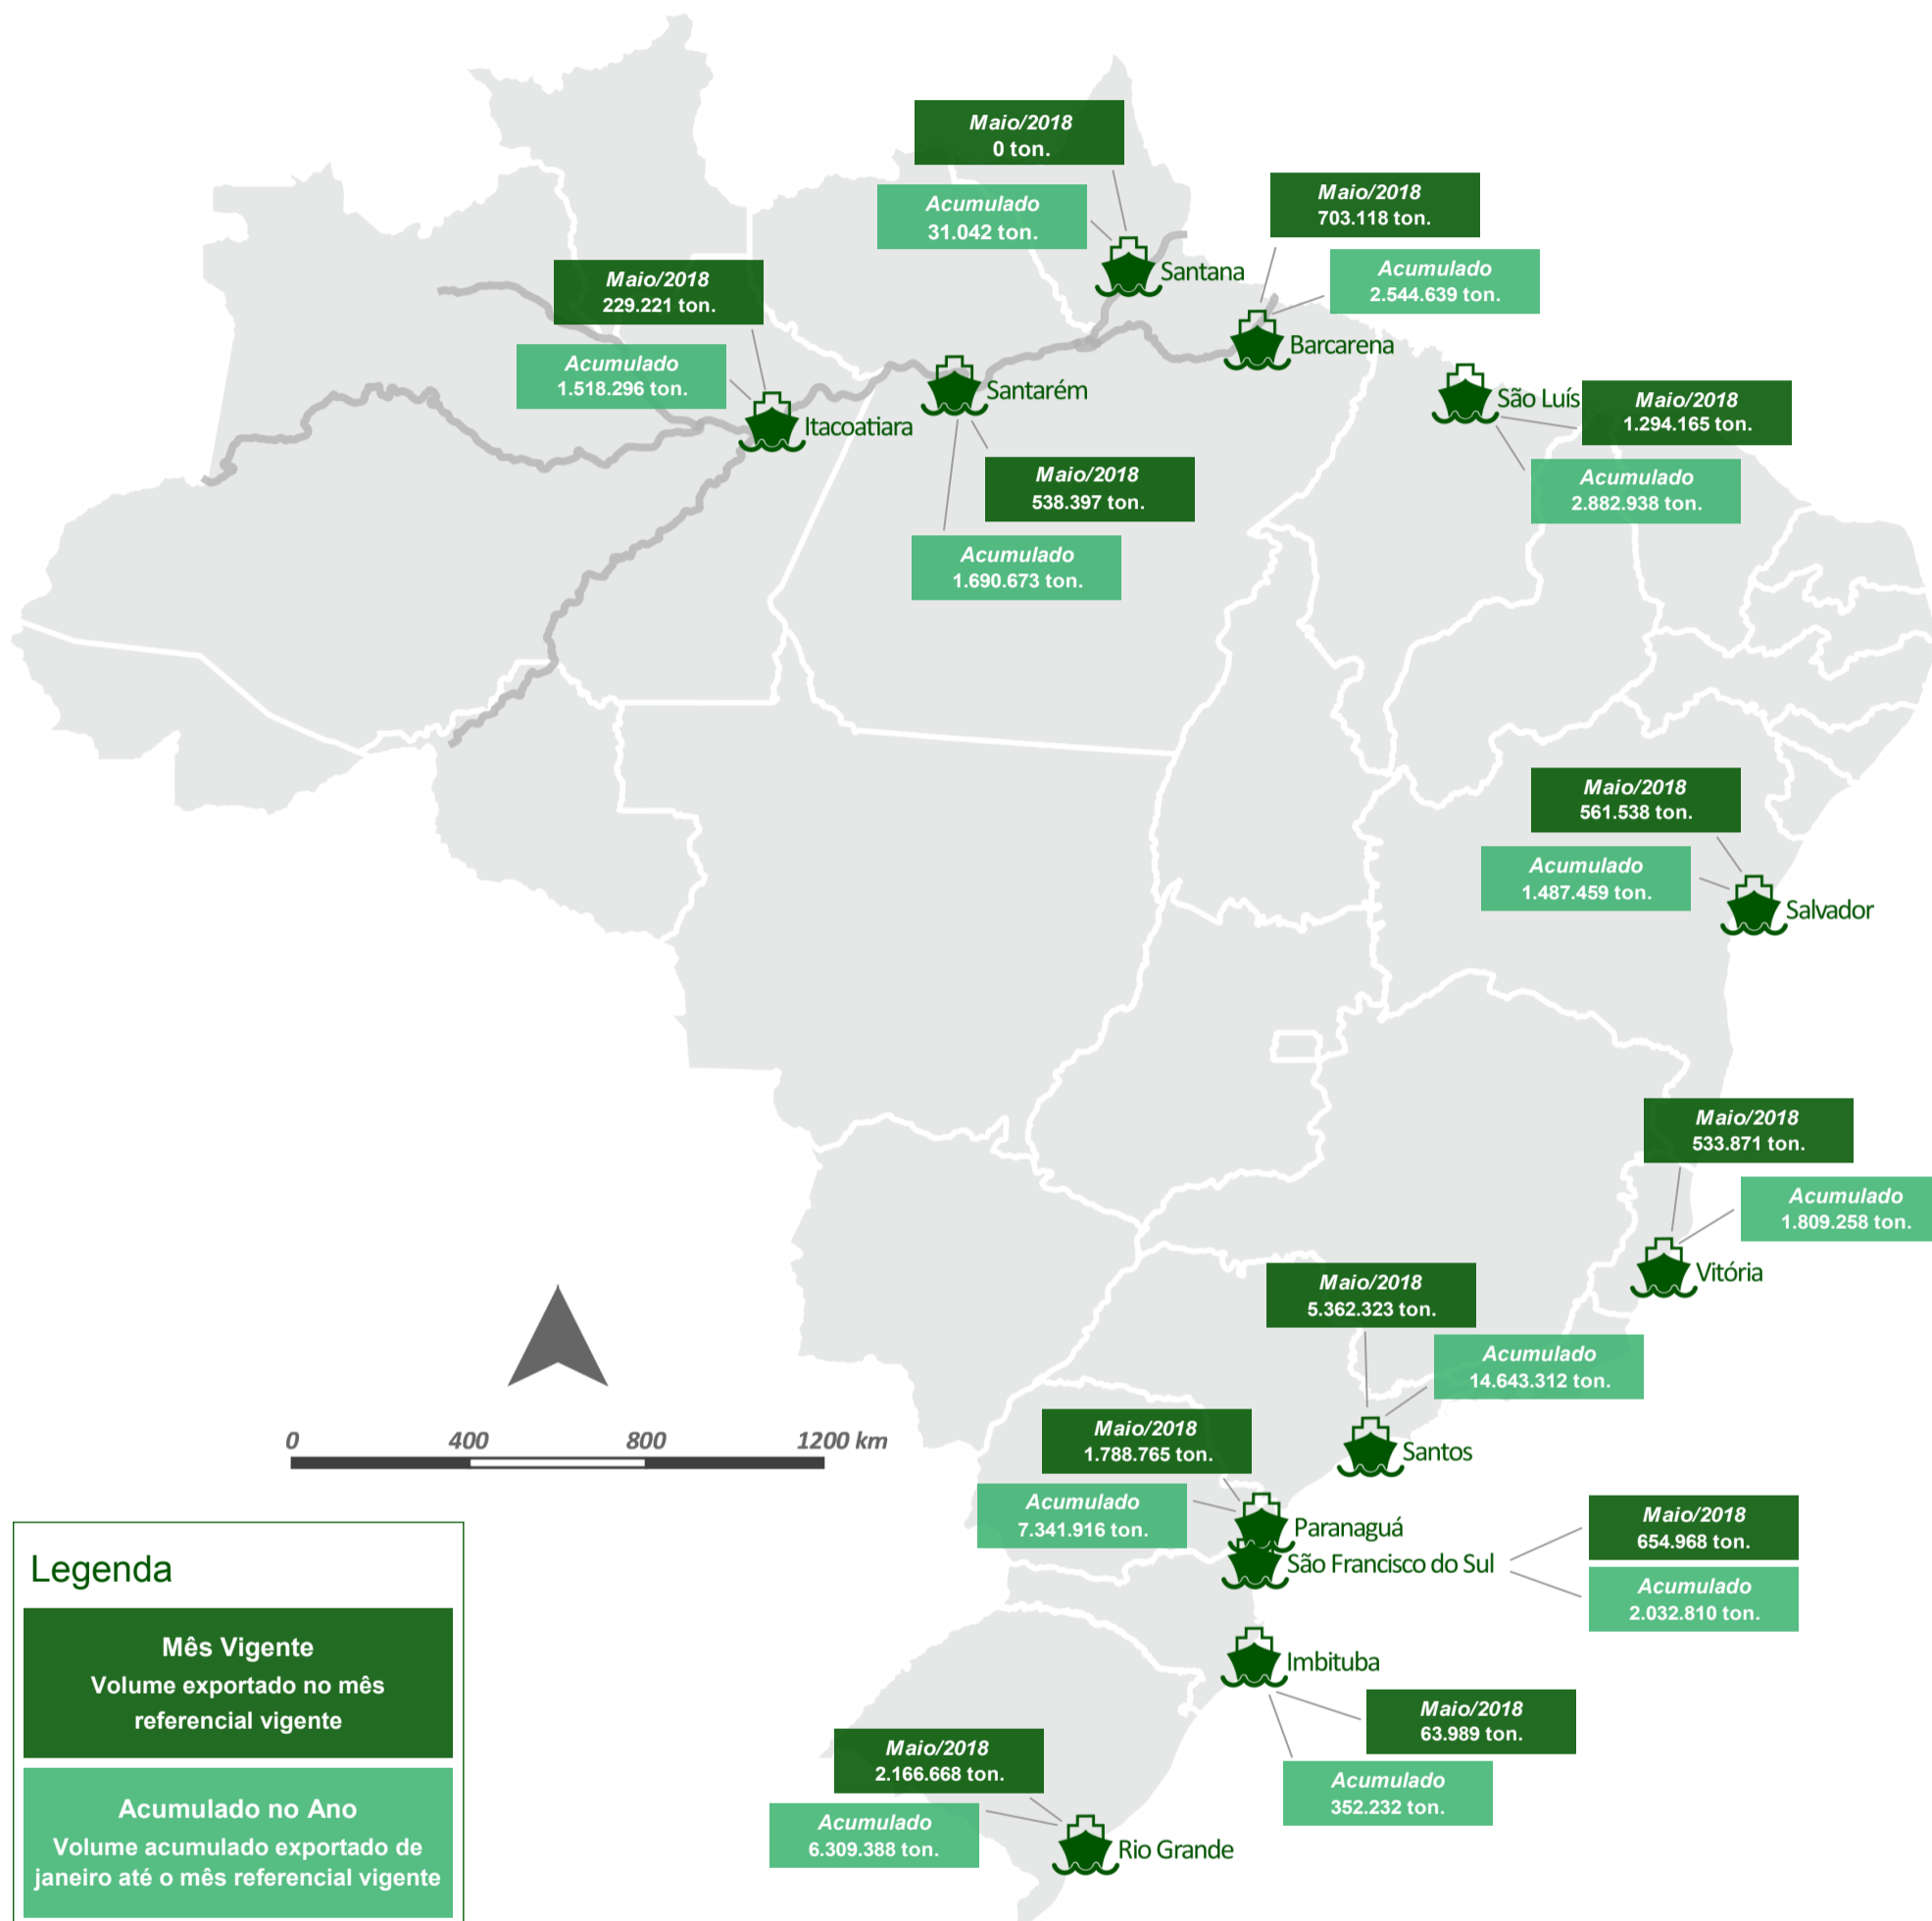 Maio/2018
0 ton.
Acumulado
31.042 ton.
Santana
Maio/2018
703.118 ton.
Acumulado
2.544.639 ton.
Barcarena
Maio/2018
229.221 ton.
Acumulado
1.518.296 ton.
Itacoatiara
Santarém
Maio/2018
538.397 ton.
Acumulado
1.690.673 ton.
São Luís
Maio/2018
1.294.165 ton.
Acumulado
2.882.938 ton.
Maio/2018
561.538 ton.
Acumulado
1.487.459 ton.
Salvador
Maio/2018
533.871 ton.
Acumulado
1.809.258 ton.
Vitória
Maio/2018
5.362.323 ton.
Acumulado
14.643.312 ton.
Santos
Maio/2018
1.788.765 ton.
Acumulado
7.341.916 ton.
Paranaguá
São Francisco do Sul
Maio/2018
654.968 ton.
Acumulado
2.032.810 ton.
Imbituba
Maio/2018
63.989 ton.
Acumulado
352.232 ton.
Maio/2018
2.166.668 ton.
Acumulado
6.309.388 ton.
Rio Grande
0 400 800 1200 km
Legenda
Mês Vigente
Volume exportado no mês
referencial vigente
Acumulado no Ano
Volume acumulado exportado de
janeiro até o mês referencial vigente